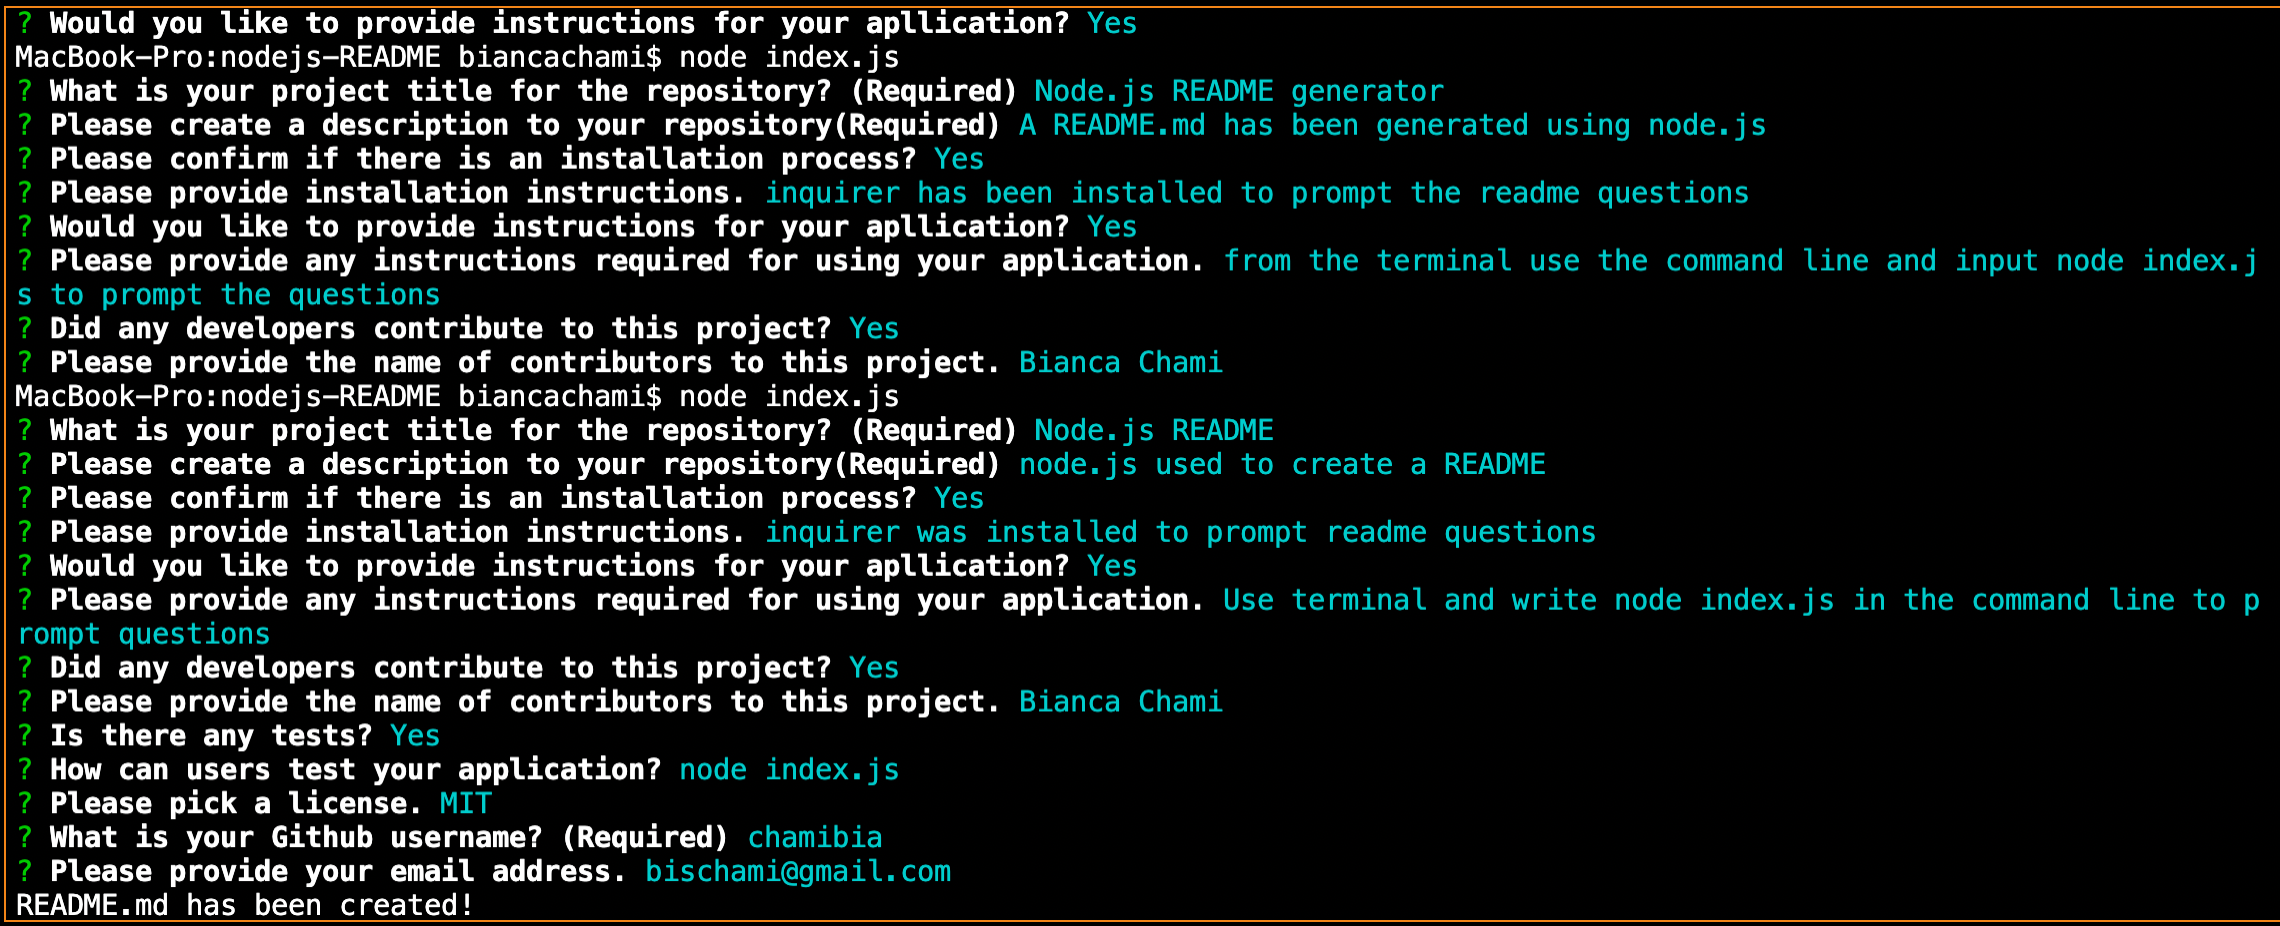 ? Would you like to provide instructions for your apllication? Yes
MacBook-Pro:nodejs-README biancachami$ node index.js
? What is your project title for the repository? (Required) Node.js README generator
? Please create a description to your repository(Required) A README.md has been generated using node.js
? Please confirm if there is an installation process? Yes
? Please provide installation instructions. inquirer has been installed to prompt the readme questions
? Would you like to provide instructions for your apllication? Yes
? Please provide any instructions required for using your application. from the terminal use the command line and input node index.j
s to prompt the questions
? Did any developers contribute to this project? Yes
? Please provide the name of contributors to this project. Bianca Chami
MacBook-Pro:nodejs-README biancachami$ node index.js
? What is your project title for the repository? (Required) Node.js README
? Please create a description to your repository(Required) node.js used to create a README
? Please confirm if there is an installation process? Yes
? Please provide installation instructions. inquirer was installed to prompt readme questions
? Would you like to provide instructions for your apllication? Yes
? Please provide any instructions required for using your application. Use terminal and write node index.js in the command line to p
rompt questions
? Did any developers contribute to this project? Yes
? Please provide the name of contributors to this project. Bianca Chami
? Is there any tests? Yes
? How can users test your application? node index.js
? Please pick a license. MIT
? What is your Github username? (Required) chamibia
? Please provide your email address. bischami@gmail.com
README.md has been created!